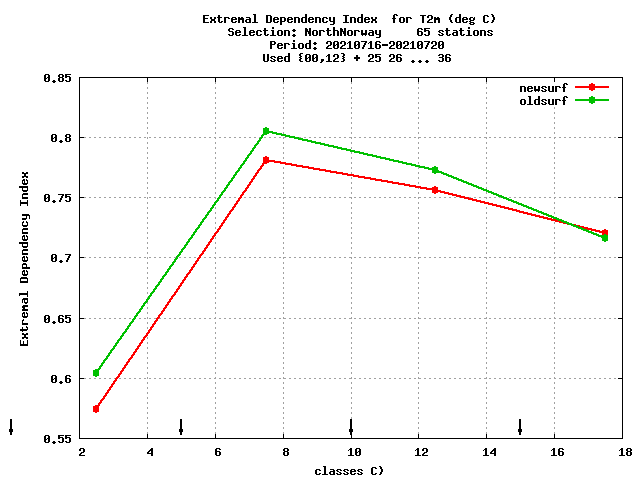 Extremal Dependency Index  for T2m (deg C)
Selection: NorthNorway     65 stations
Period: 20210716-20210720
Used {00,12} + 25 26 ... 36
newsurf
oldsurf
Extremal Dependency Index
0.85
0.8
0.75
0.7
0.65
0.6
0.55
2 4 6 8 10 12 14 16 18
classes C)